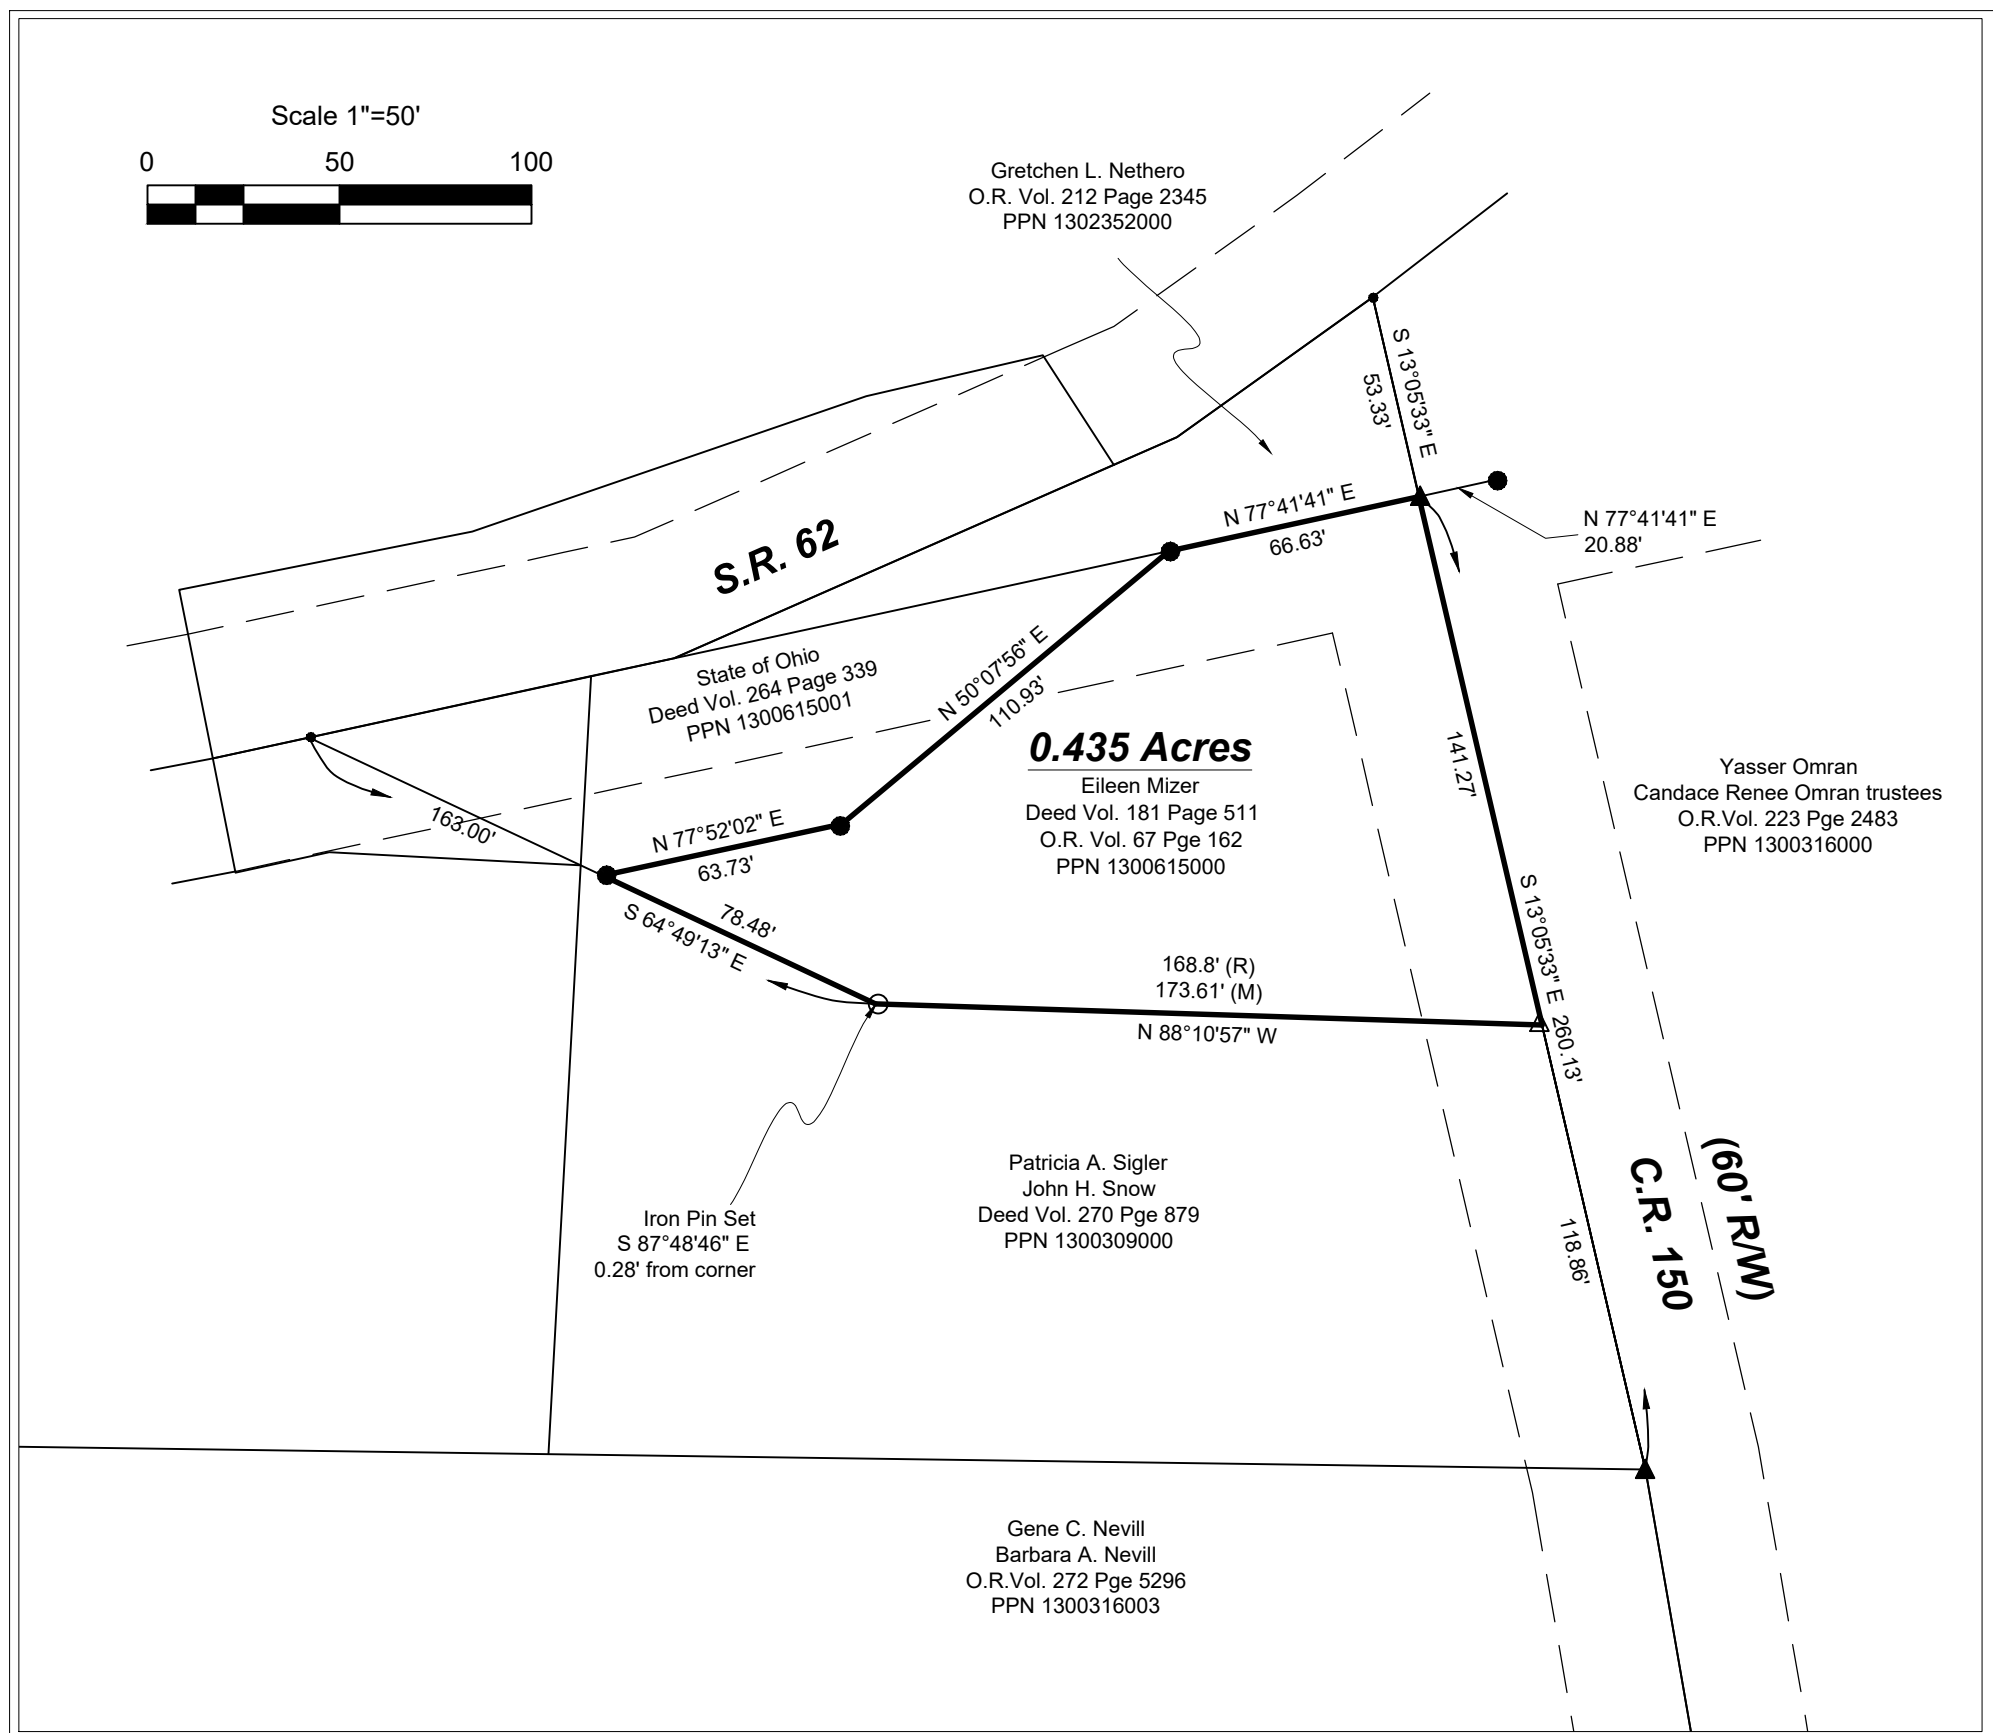 Scale 1"=50'
0 50 100
Gretchen L. Nethero
O.R. Vol. 212 Page 2345
PPN 1302352000
S 13°05'33" E
53.33'
N 77°41'41" E
66.63'
N 77°41'41" E
20.88'
S.R. 62
State of Ohio
Deed Vol. 264 Page 339
PPN 1300615001
N 50°07'56" E
110.93'
0.435 Acres
Eileen Mizer
Deed Vol. 181 Page 511
O.R. Vol. 67 Pge 162
PPN 1300615000
141.27'
Yasser Omran
Candace Renee Omran trustees
O.R.Vol. 223 Pge 2483
PPN 1300316000
163.00'
N 77°52'02" E
63.73'
78.48'
S 64°49'13" E
168.8' (R)
173.61' (M)
N 88°10'57" W
S 13°05'33" E 260.13'
Iron Pin Set
S 87°48'46" E
0.28' from corner
Patricia A. Sigler
John H. Snow
Deed Vol. 270 Pge 879
PPN 1300309000
118.86'
C.R. 150
(60' R/W)
Gene C. Nevill
Barbara A. Nevill
O.R.Vol. 272 Pge 5296
PPN 1300316003